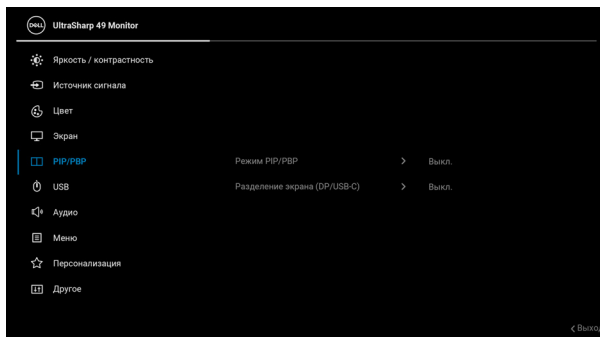 DELL UltraSharp 49 Monitor
Яркость / контрастность
Источник сигнала
Цвет
Экран
PIP/PBP Режим PIP/PBP Выкл.
USB Разделение экрана (DP/USB-C) Выкл.
Аудио
Меню
Персонализация
Другое
Выход